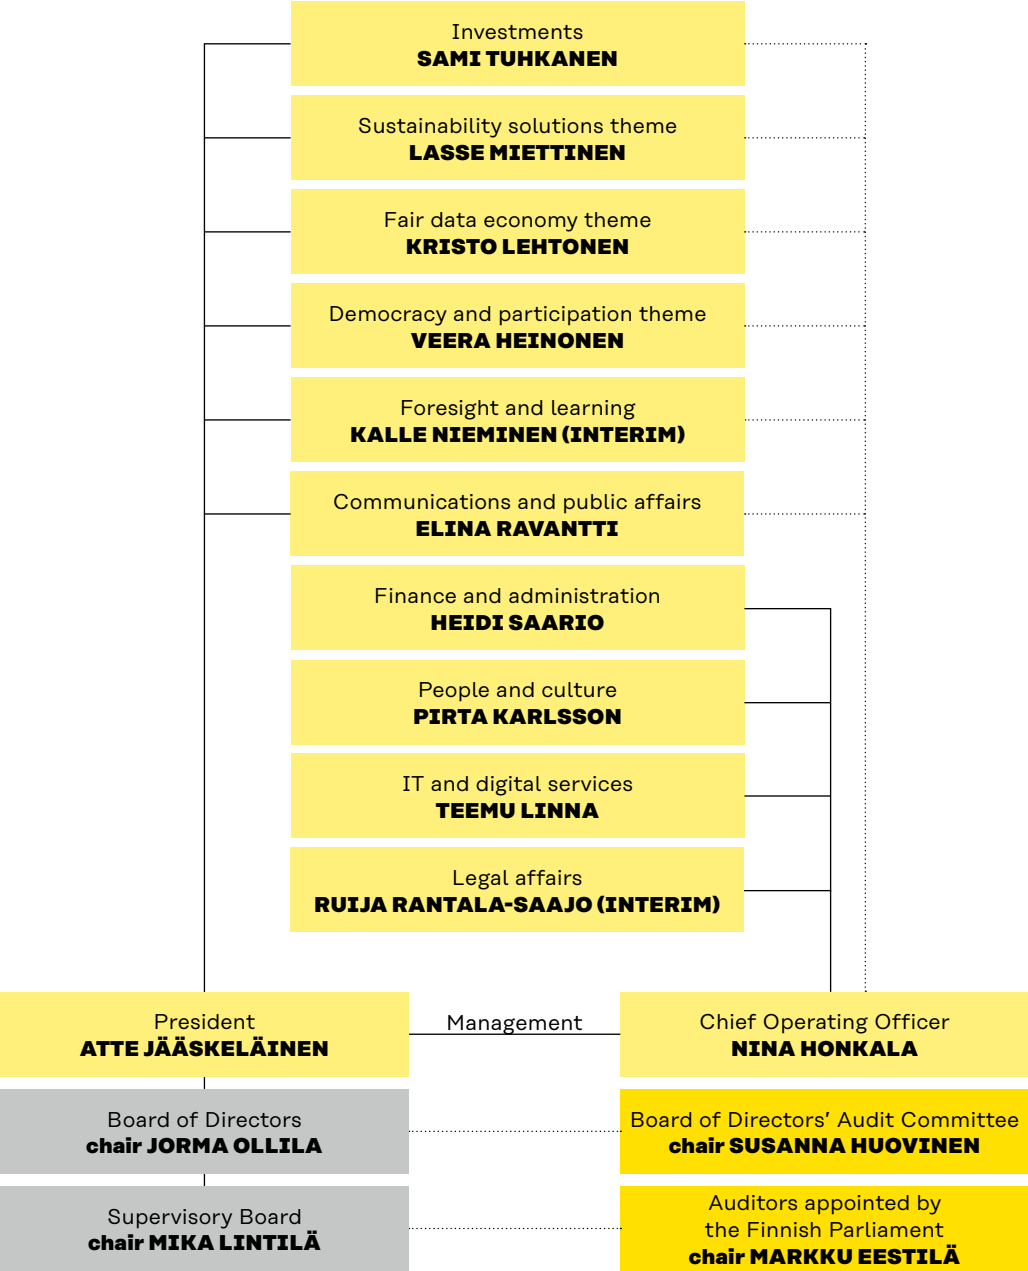 Investments
SAMI TUHKANEN
Sustainability solutions theme
LASSE MIETTINEN
Fair data economy theme
KRISTO LEHTONEN
Democracy and participation theme
VEERA HEINONEN
Foresight and learning
KALLE NIEMINEN (INTERIM)
Communications and public affairs
ELINA RAVANTTI
Finance and administration
HEIDI SAARIO
People and culture
PIRTA KARLSSON
IT and digital services
TEEMU LINNA
Legal affairs
RUIJA RANTALA-SAAJO (INTERIM)
President
ATTE JÄÄSKELÄINEN
Management
Chief Operating Officer
NINA HONKALA
Board of Directors
chair JORMA OLLILA
Board of Directors’ Audit Committee
chair SUSANNA HUOVINEN
Supervisory Board
chair MIKA LINTILÄ
Auditors appointed by
the Finnish Parliament
chair MARKKU EESTILÄ